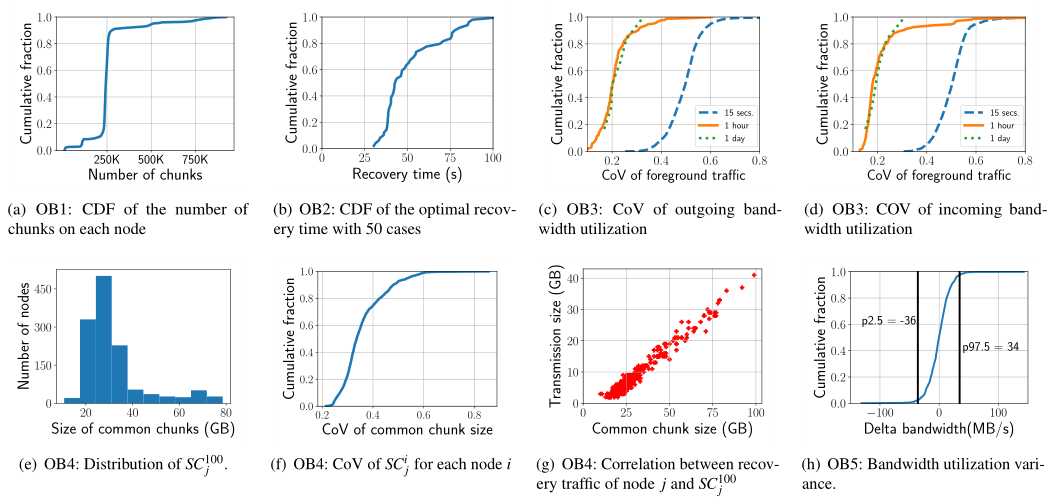 Cumulative fraction
1.0
0.8
0.6
0.4
0.2
0.0
250K 500K 750K
Number of chunks
(a) OB1: CDF of the number of
chunks on each node
Cumulative fraction
1.0
0.8
0.6
0.4
0.2
0.0
0 25 50 75 100
Recovery time (s)
(b) OB2: CDF of the optimal recov-
ery time with 50 cases
Cumulative fraction
1.0
0.8
0.6
0.4
0.2
0.0
0.2 0.4 0.6 0.8
15 secs.
1 hour
1 day
CoV of foreground traffic
(c) OB3: CoV of outgoing band-
width utilization
Cumulative fraction
1.0
0.8
0.6
0.4
0.2
0.0
0.2 0.4 0.6 0.8
15 secs.
1 hour
1 day
CoV of foreground traffic
(d) OB3: COV of incoming band-
width utilization
Number of nodes
450
300
150
0
20 40 60 80
Size of common chunks (GB)
(e) OB4: Distribution of SC_j^100.
Cumulative fraction
1.0
0.8
0.6
0.4
0.2
0.0
0.2 0.4 0.6 0.8
CoV of common chunk size
(f) OB4: CoV of SC_j^i for each node i
Transmission size (GB)
40
30
20
10
0
0 25 50 75 100
Common chunk size (GB)
(g) OB4: Correlation between recov-
ery traffic of node j and SC_j^100
Cumulative fraction
1.0
0.8
0.6
0.4
0.2
0.0
p2.5 = -36
p97.5 = 34
−100 0 100
Delta bandwidth(MB/s)
(h) OB5: Bandwidth utilization vari-
ance.